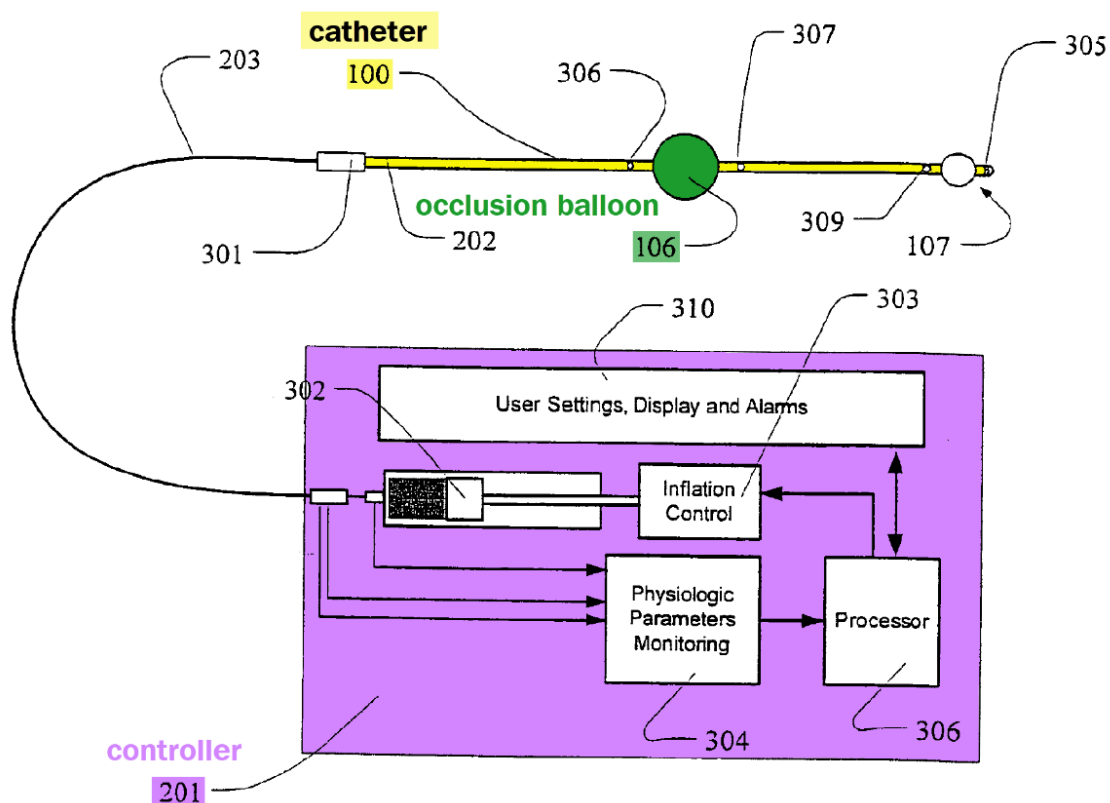 catheter
100
203
306
307
305
occlusion balloon
301
202
106
309
107
310
303
302
User Settings, Display and Alarms
Inflation
Control
Physiologic
Parameters
Monitoring
Processor
304
306
controller
201